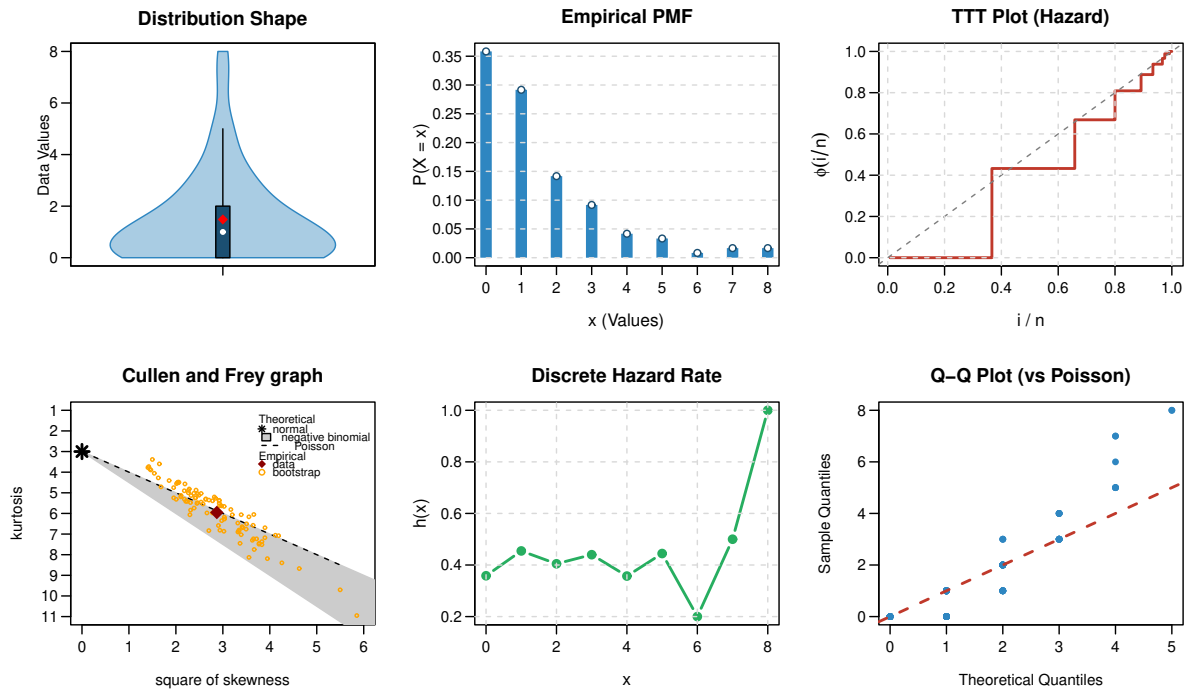 Distribution Shape
Data Values
0
2
4
6
8
Empirical PMF
P(X = x)
0.00
0.05
0.10
0.15
0.20
0.25
0.30
0.35
0 1 2 3 4 5 6 7 8
x (Values)
TTT Plot (Hazard)
ϕ(i/n)
0.0
0.2
0.4
0.6
0.8
1.0
0.0 0.2 0.4 0.6 0.8 1.0
i / n
Cullen and Frey graph
kurtosis
1
2
3
4
5
6
7
8
9
10
11
Theoretical
normal
negative binomial
Poisson
Empirical
data
bootstrap
0 1 2 3 4 5 6
square of skewness
Discrete Hazard Rate
h(x)
0.2
0.4
0.6
0.8
1.0
0 2 4 6 8
x
Q−Q Plot (vs Poisson)
Sample Quantiles
0
2
4
6
8
0 1 2 3 4 5
Theoretical Quantiles